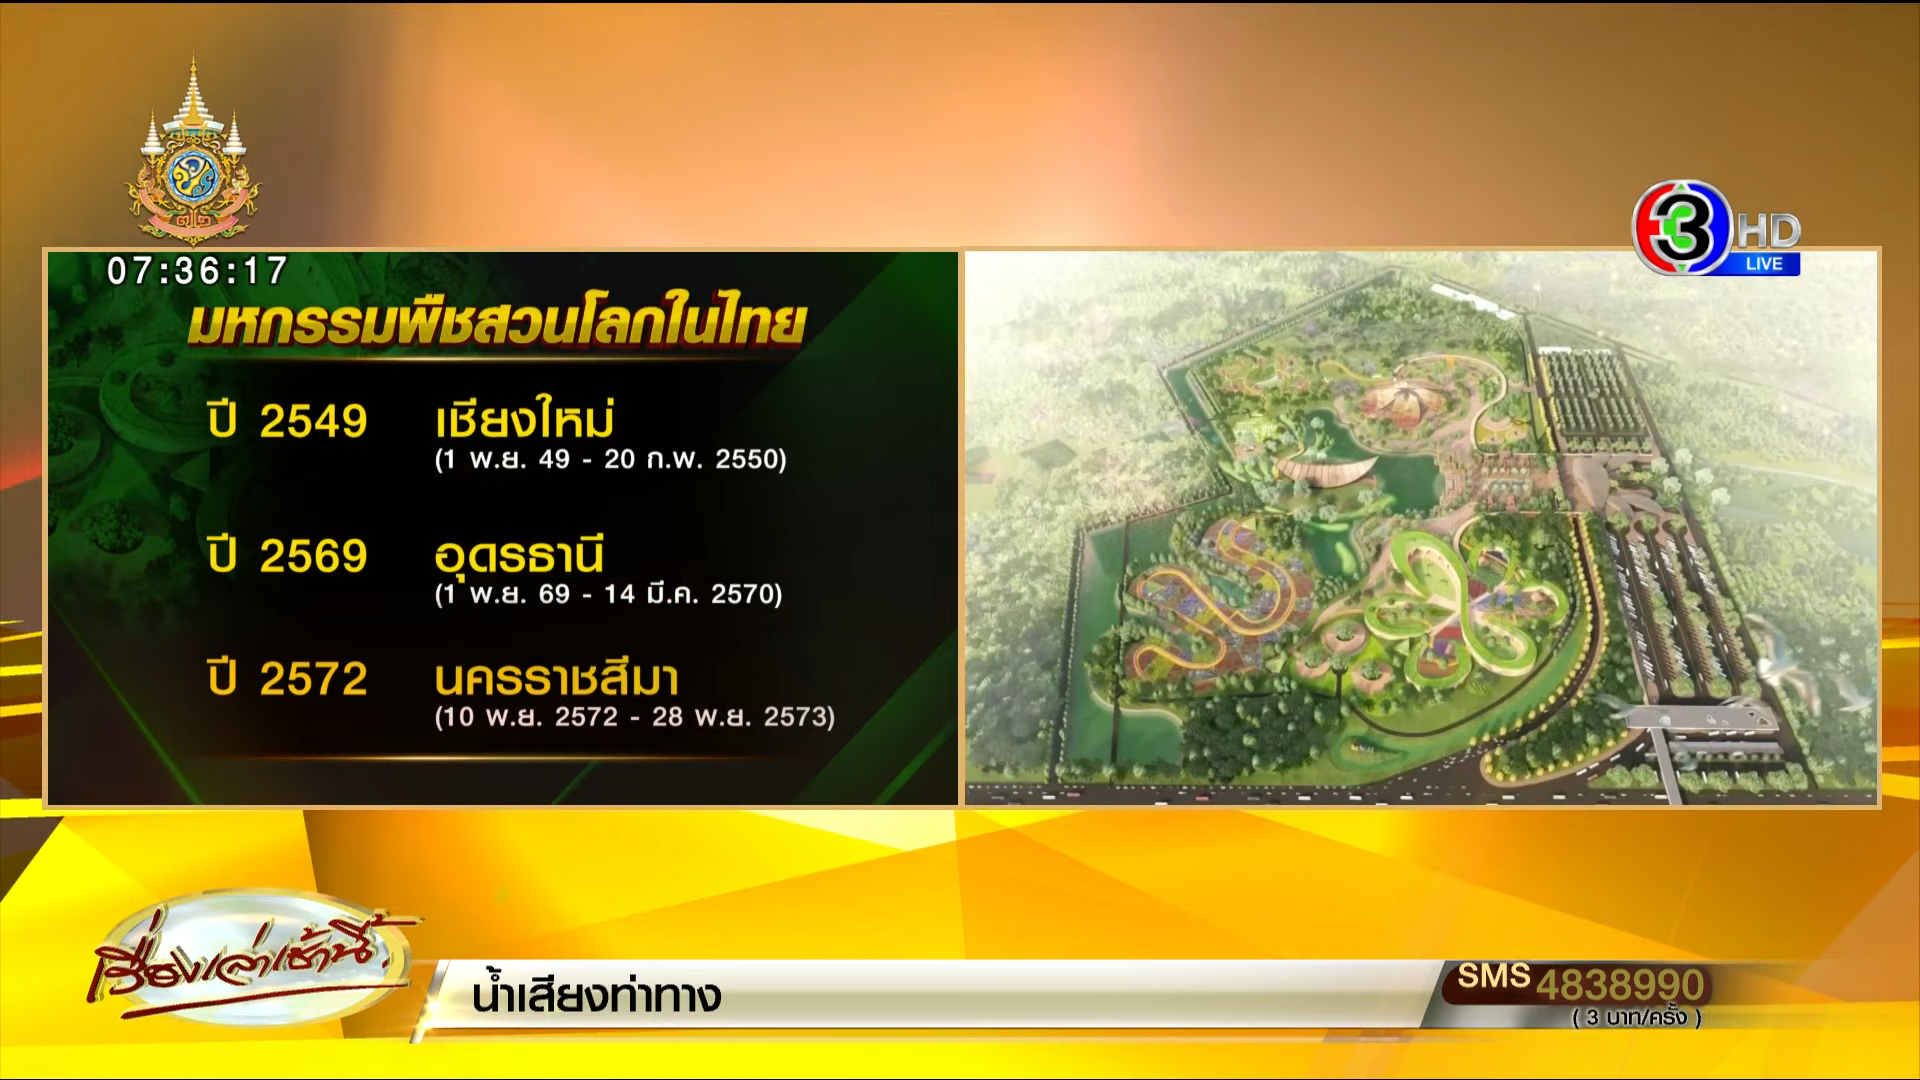 ๗๒
3 HD
LIVE
07:36:17
มหกรรมพืชสวนโลกในไทย
ปี 2549 เชียงใหม่
(1 พ.ย. 49 - 20 ก.พ. 2550)
ปี 2569 อุดรธานี
(1 พ.ย. 69 - 14 มี.ค. 2570)
ปี 2572 นครราชสีมา
(10 พ.ย. 2572 - 28 พ.ย. 2573)
เรื่องเล่าเช้านี้
น้ำเสียงท่าทาง
SMS 4838990
( 3 บาท/ครั้ง )